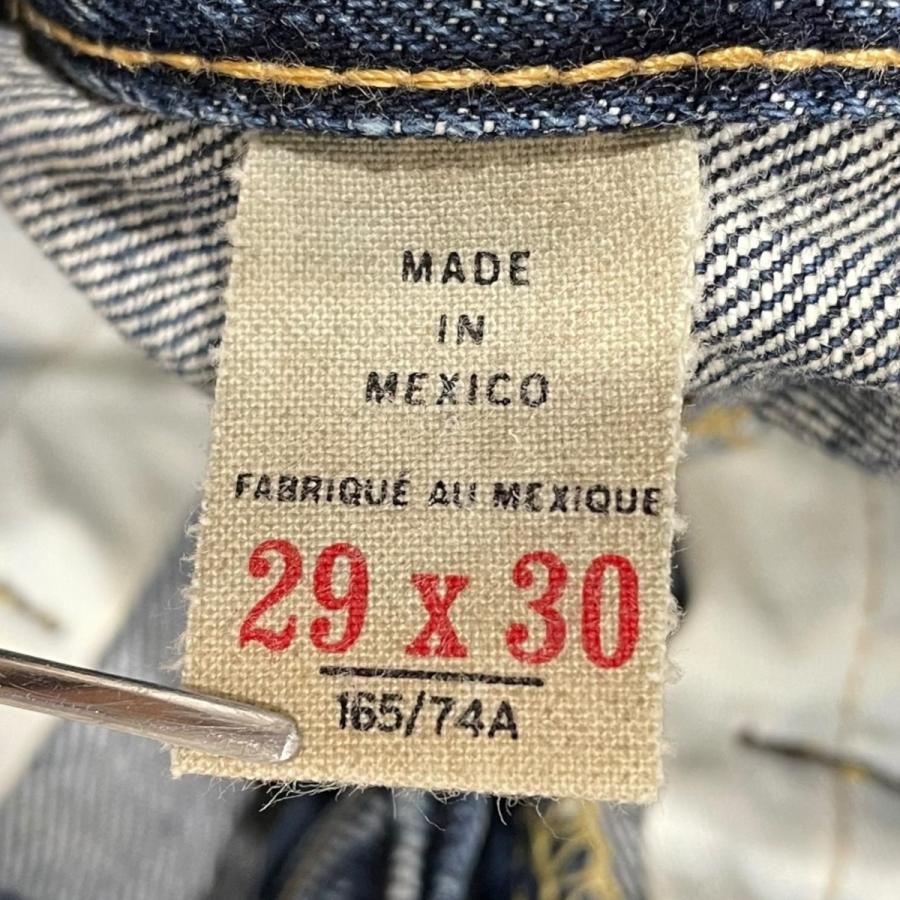 MADE
IN
MEXICO
FABRIQUÉ AU MEXIQUE
29 x 30
165/74A